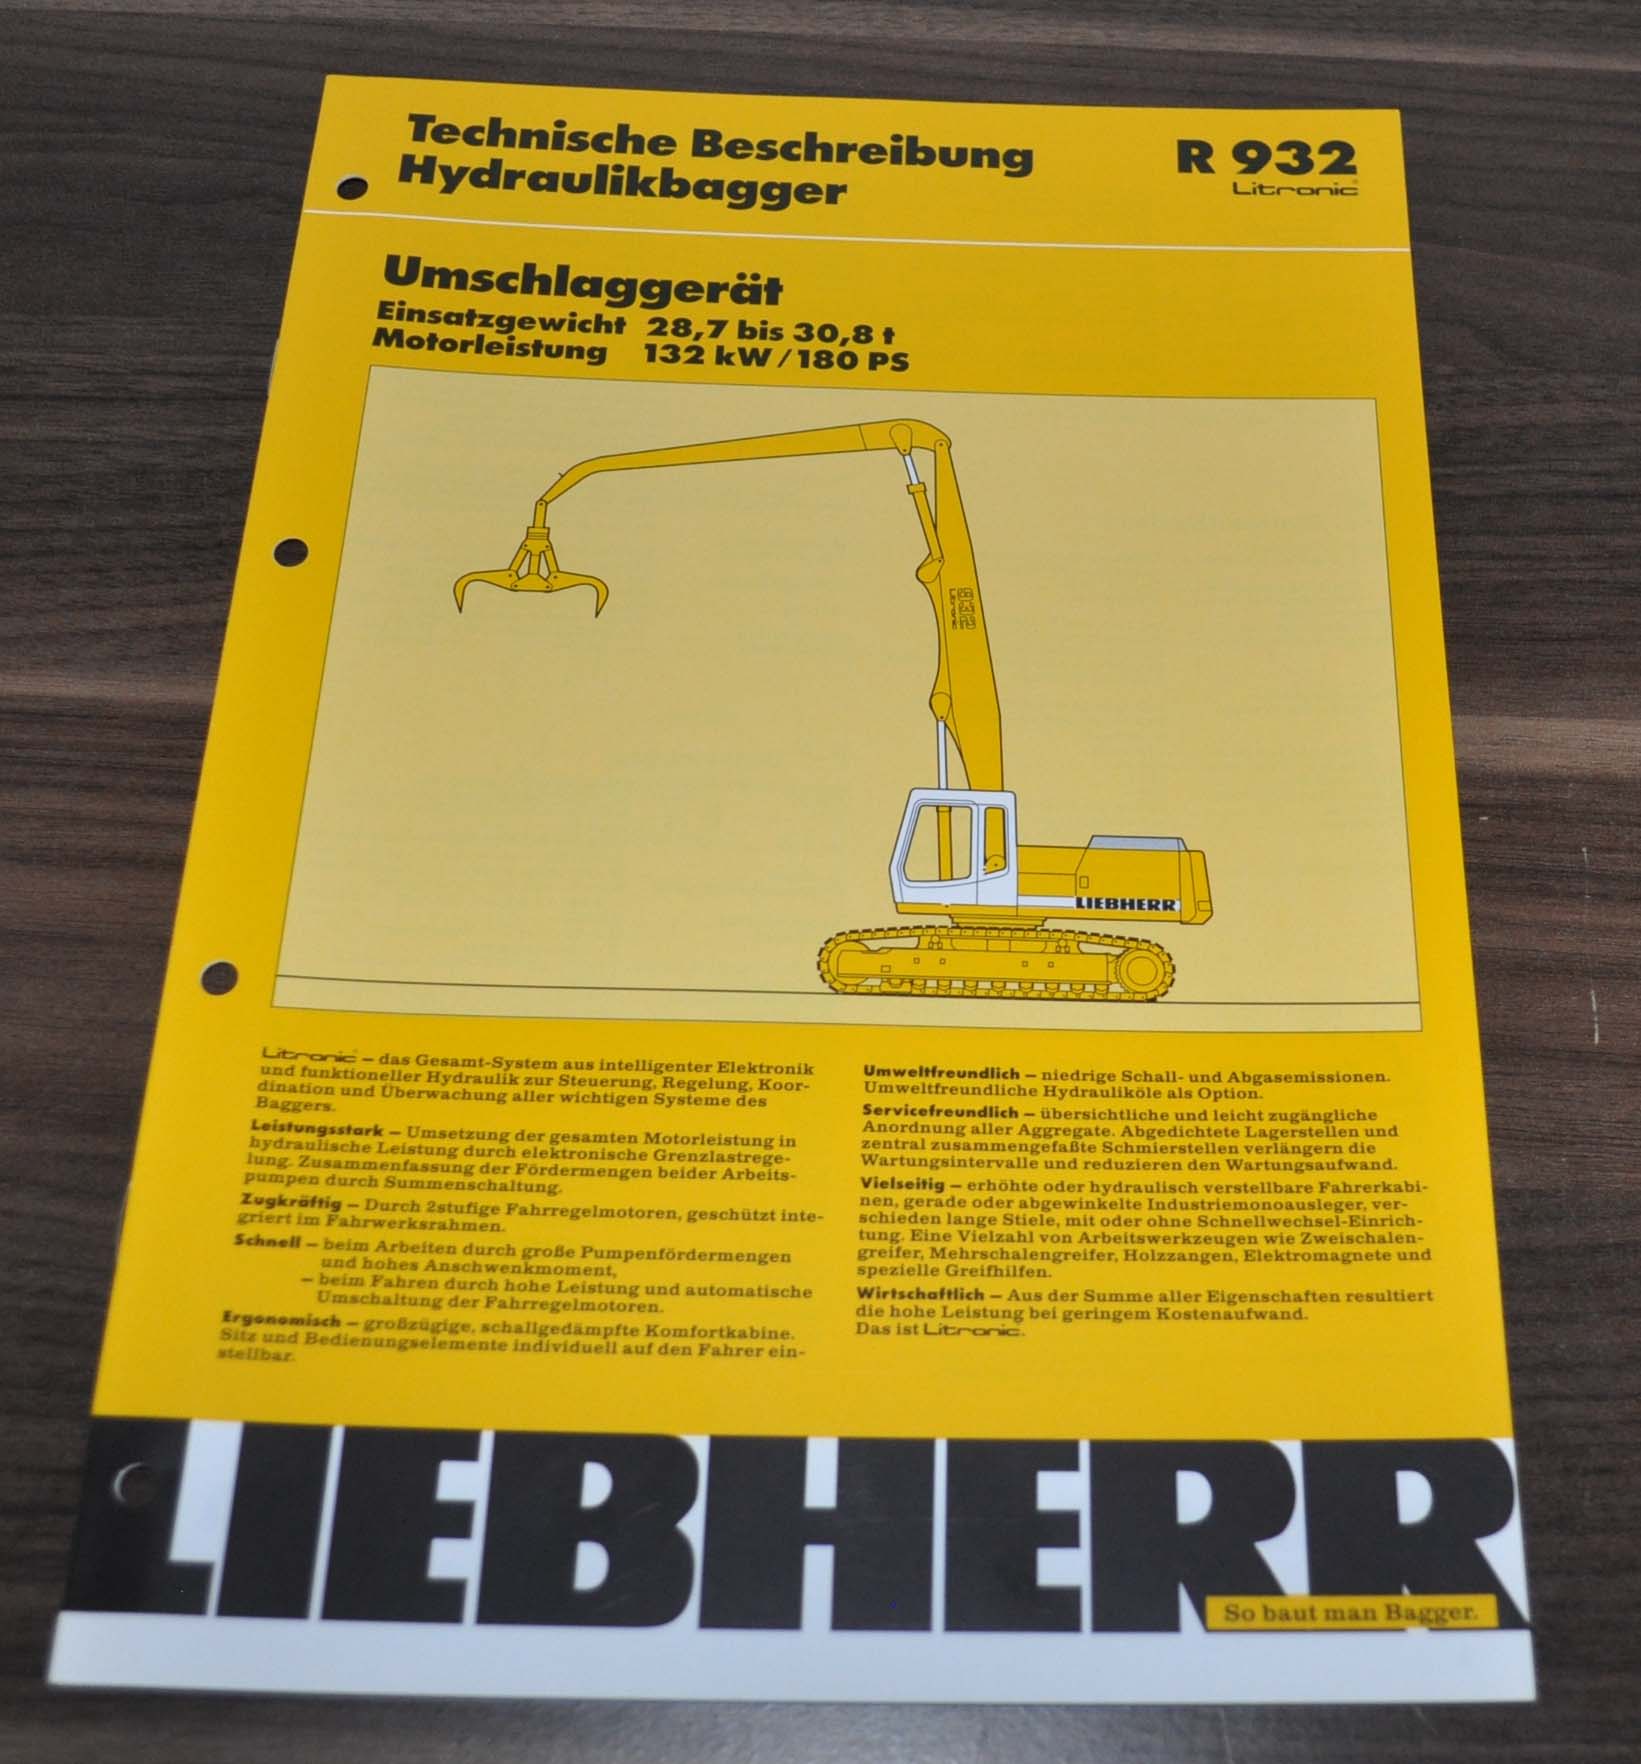 Technische Beschreibung
Hydraulikbagger
R 932
Litronic®
Umschlaggerät
Einsatzgewicht 28,7 bis 30,8 t
Motorleistung 132 kW/180 PS
932
Litronic
LIEBHERR
Litronic® – das Gesamt-System aus intelligenter Elektronik
und funktioneller Hydraulik zur Steuerung, Regelung, Koor-
dination und Überwachung aller wichtigen Systeme des
Baggers.
Leistungsstark – Umsetzung der gesamten Motorleistung in
hydraulische Leistung durch elektronische Grenzlastrege-
lung. Zusammenfassung der Fördermengen beider Arbeits-
pumpen durch Summenschaltung.
Zugkräftig – Durch 2stufige Fahrregelmotoren, geschützt inte-
griert im Fahrwerksrahmen.
Schnell – beim Arbeiten durch große Pumpenfördermengen
und hohes Anschwenkmoment,
– beim Fahren durch hohe Leistung und automatische
Umschaltung der Fahrregelmotoren.
Ergonomisch – großzügige, schallgedämpfte Komfortkabine.
Sitz und Bedienungselemente individuell auf den Fahrer ein-
stellbar.
Umweltfreundlich – niedrige Schall- und Abgasemissionen.
Umweltfreundliche Hydrauliköle als Option.
Servicefreundlich – übersichtliche und leicht zugängliche
Anordnung aller Aggregate. Abgedichtete Lagerstellen und
zentral zusammengefaßte Schmierstellen verlängern die
Wartungsintervalle und reduzieren den Wartungsaufwand.
Vielseitig – erhöhte oder hydraulisch verstellbare Fahrerkabi-
nen, gerade oder abgewinkelte Industriemonoausleger, ver-
schieden lange Stiele, mit oder ohne Schnellwechsel-Einrich-
tung. Eine Vielzahl von Arbeitswerkzeugen wie Zweischalen-
greifer, Mehrschalengreifer, Holzzangen, Elektromagnete und
spezielle Greifhilfen.
Wirtschaftlich – Aus der Summe aller Eigenschaften resultiert
die hohe Leistung bei geringem Kostenaufwand.
Das ist Litronic.
LIEBHERR
So baut man Bagger.